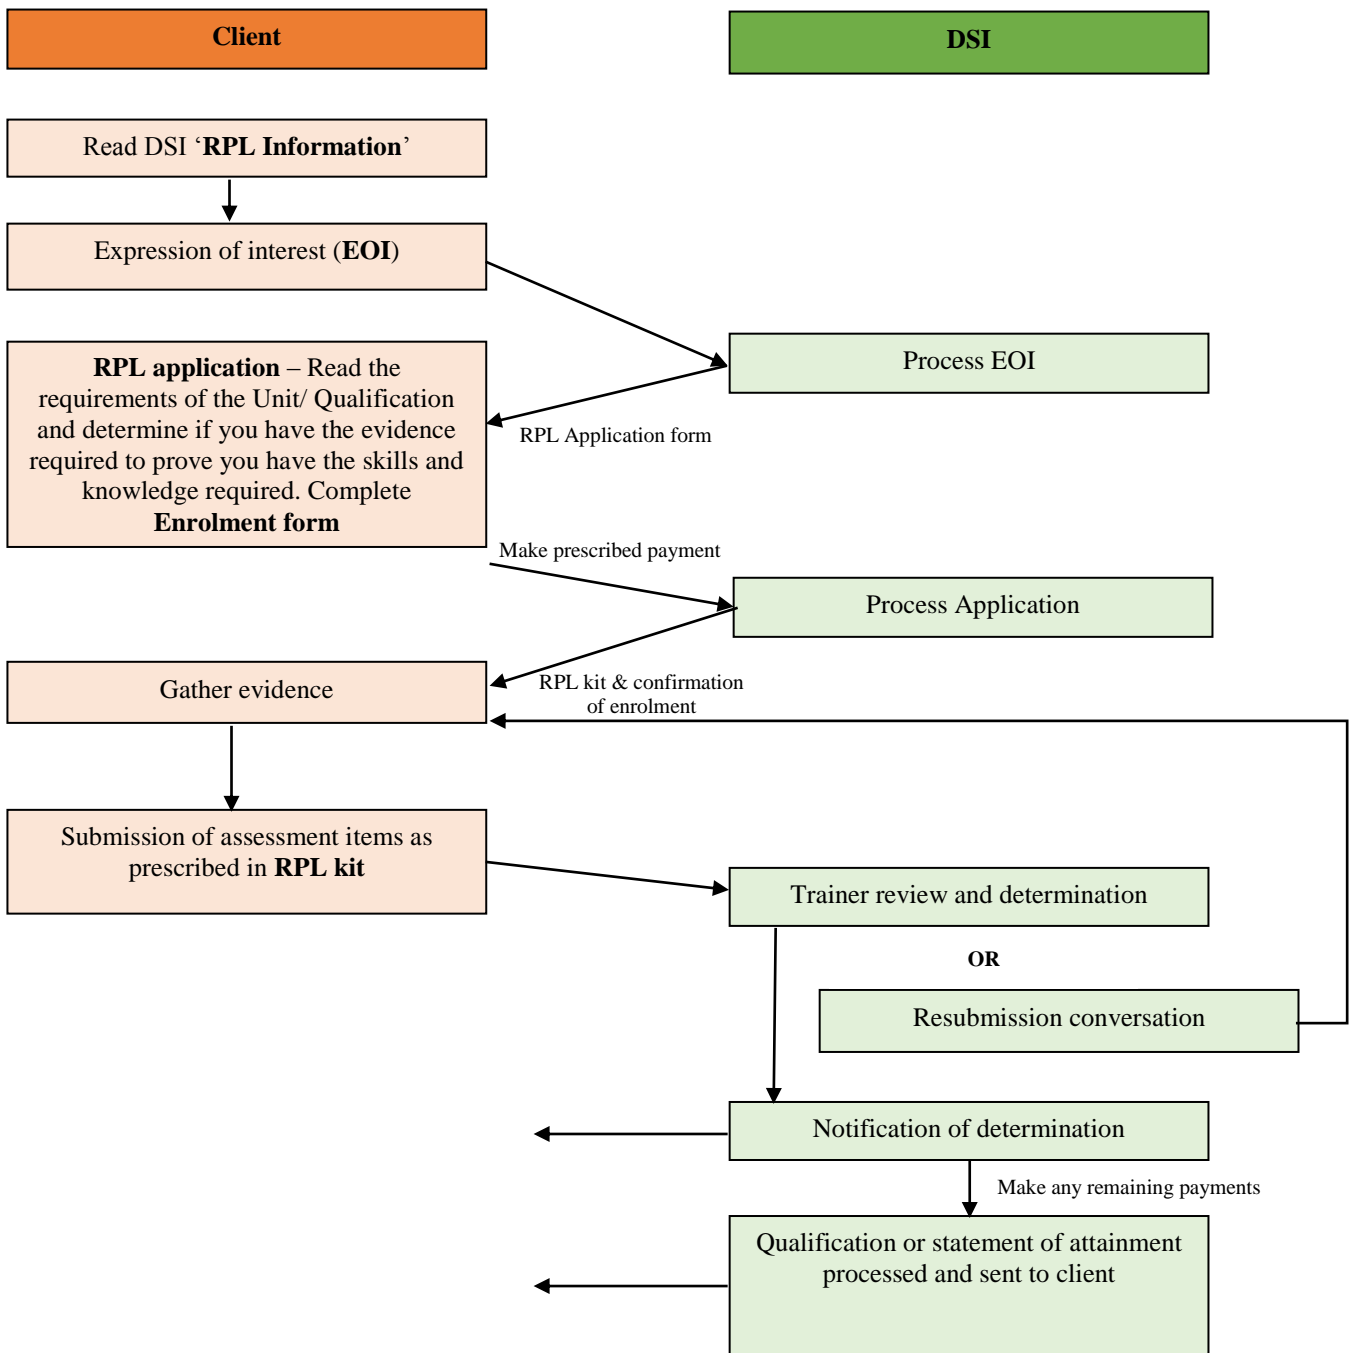 Client
DSI
Read DSI ‘RPL Information’
Expression of interest (EOI)
Process EOI
RPL application – Read the
requirements of the Unit/ Qualification
and determine if you have the evidence
required to prove you have the skills and
knowledge required. Complete
Enrolment form
RPL Application form
Make prescribed payment
Process Application
Gather evidence
RPL kit & confirmation
of enrolment
Submission of assessment items as
prescribed in RPL kit
Trainer review and determination
OR
Resubmission conversation
Notification of determination
Make any remaining payments
Qualification or statement of attainment
processed and sent to client